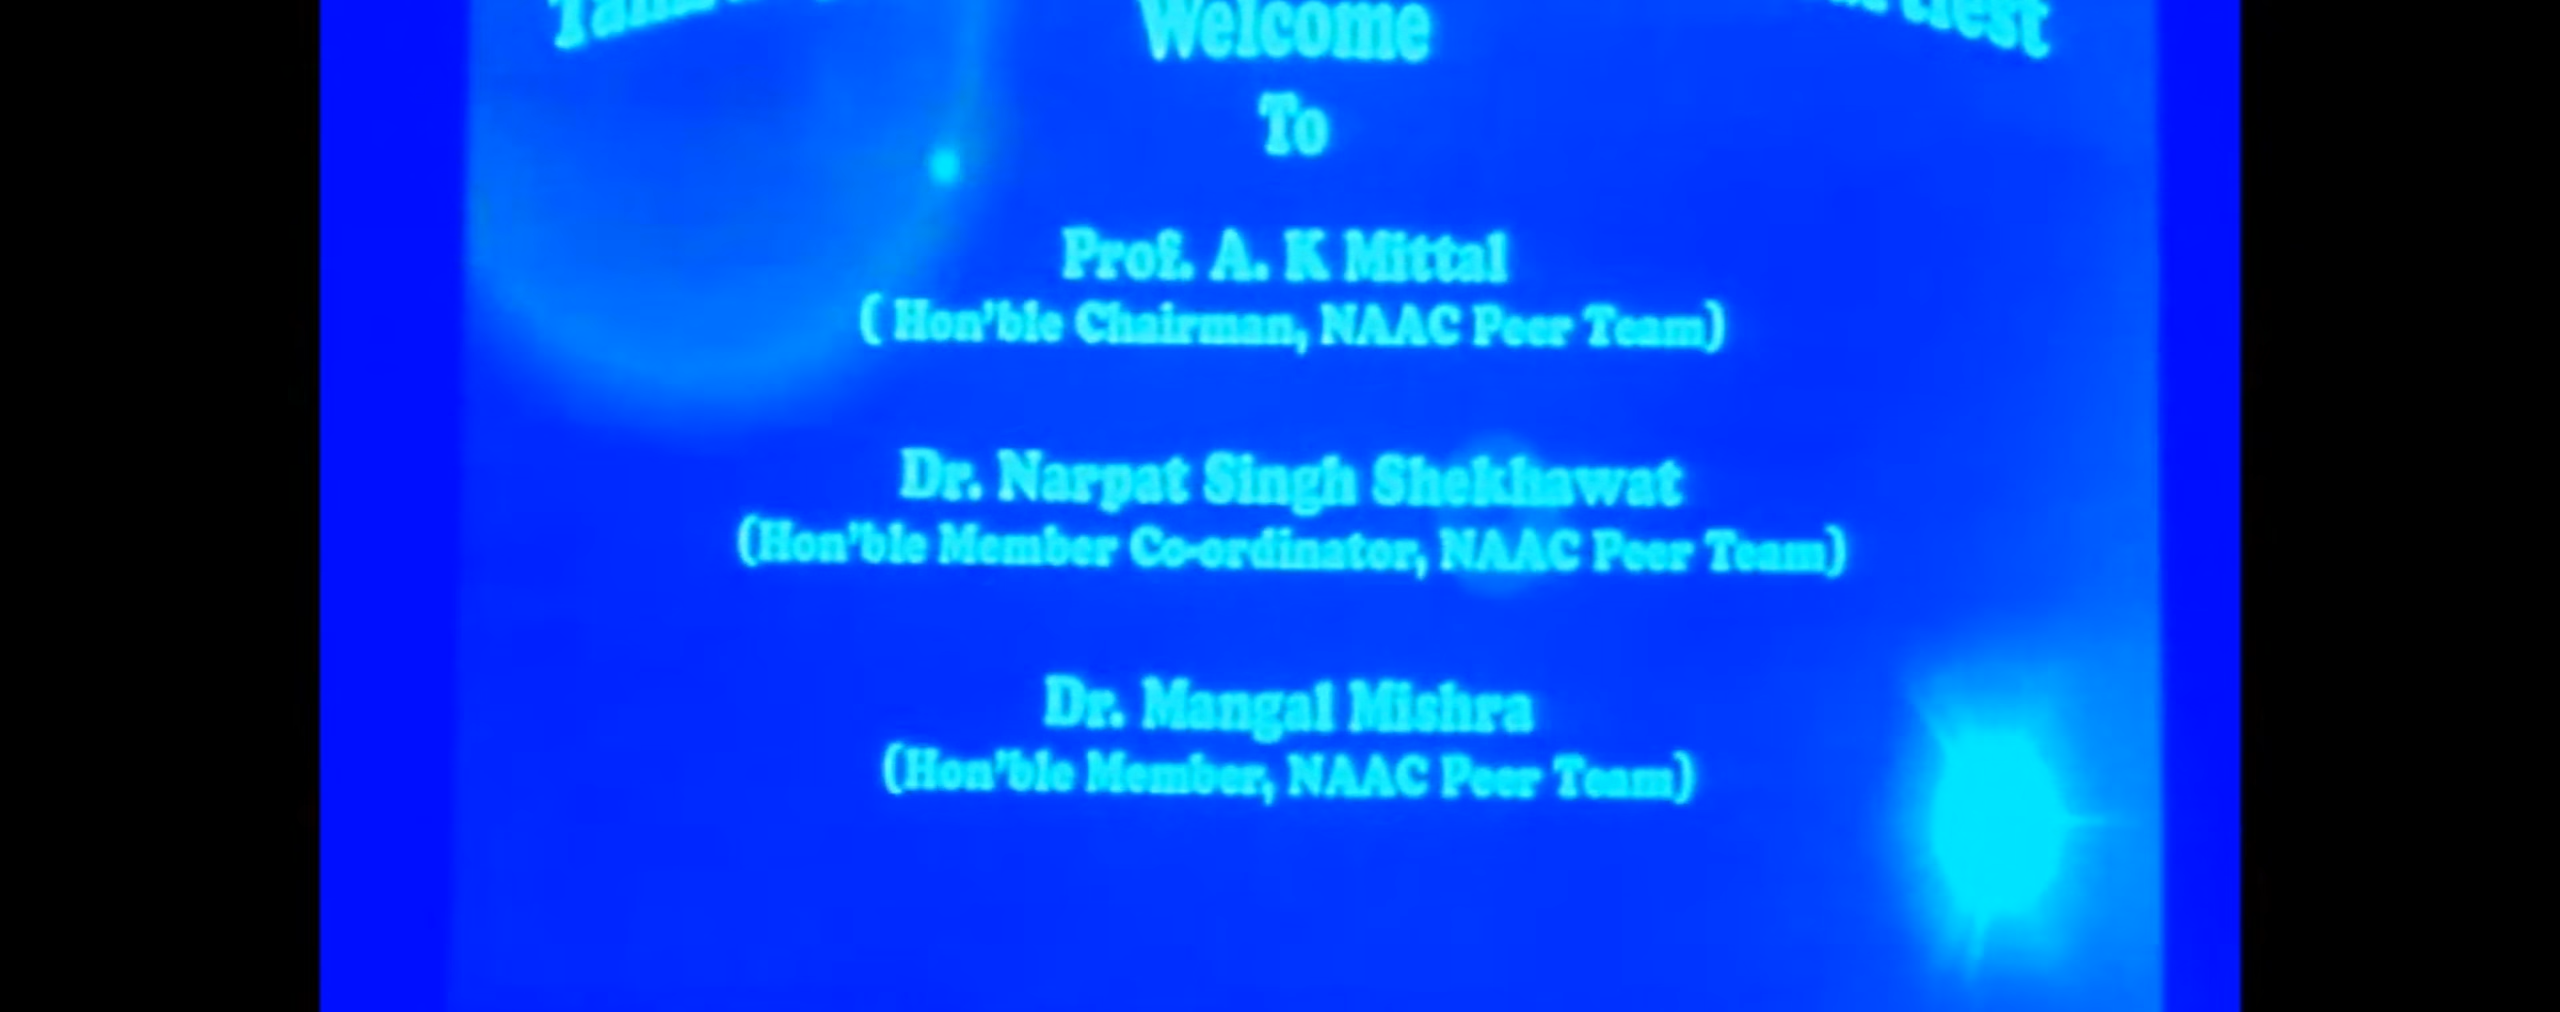 Welcome
To
Prof. A. K Mittal
( Hon'ble Chairman, NAAC Peer Team)
Dr. Narpat Singh Shekhawat
(Hon'ble Member Co-ordinator, NAAC Peer Team)
Dr. Mangal Mishra
(Hon'ble Member, NAAC Peer Team)